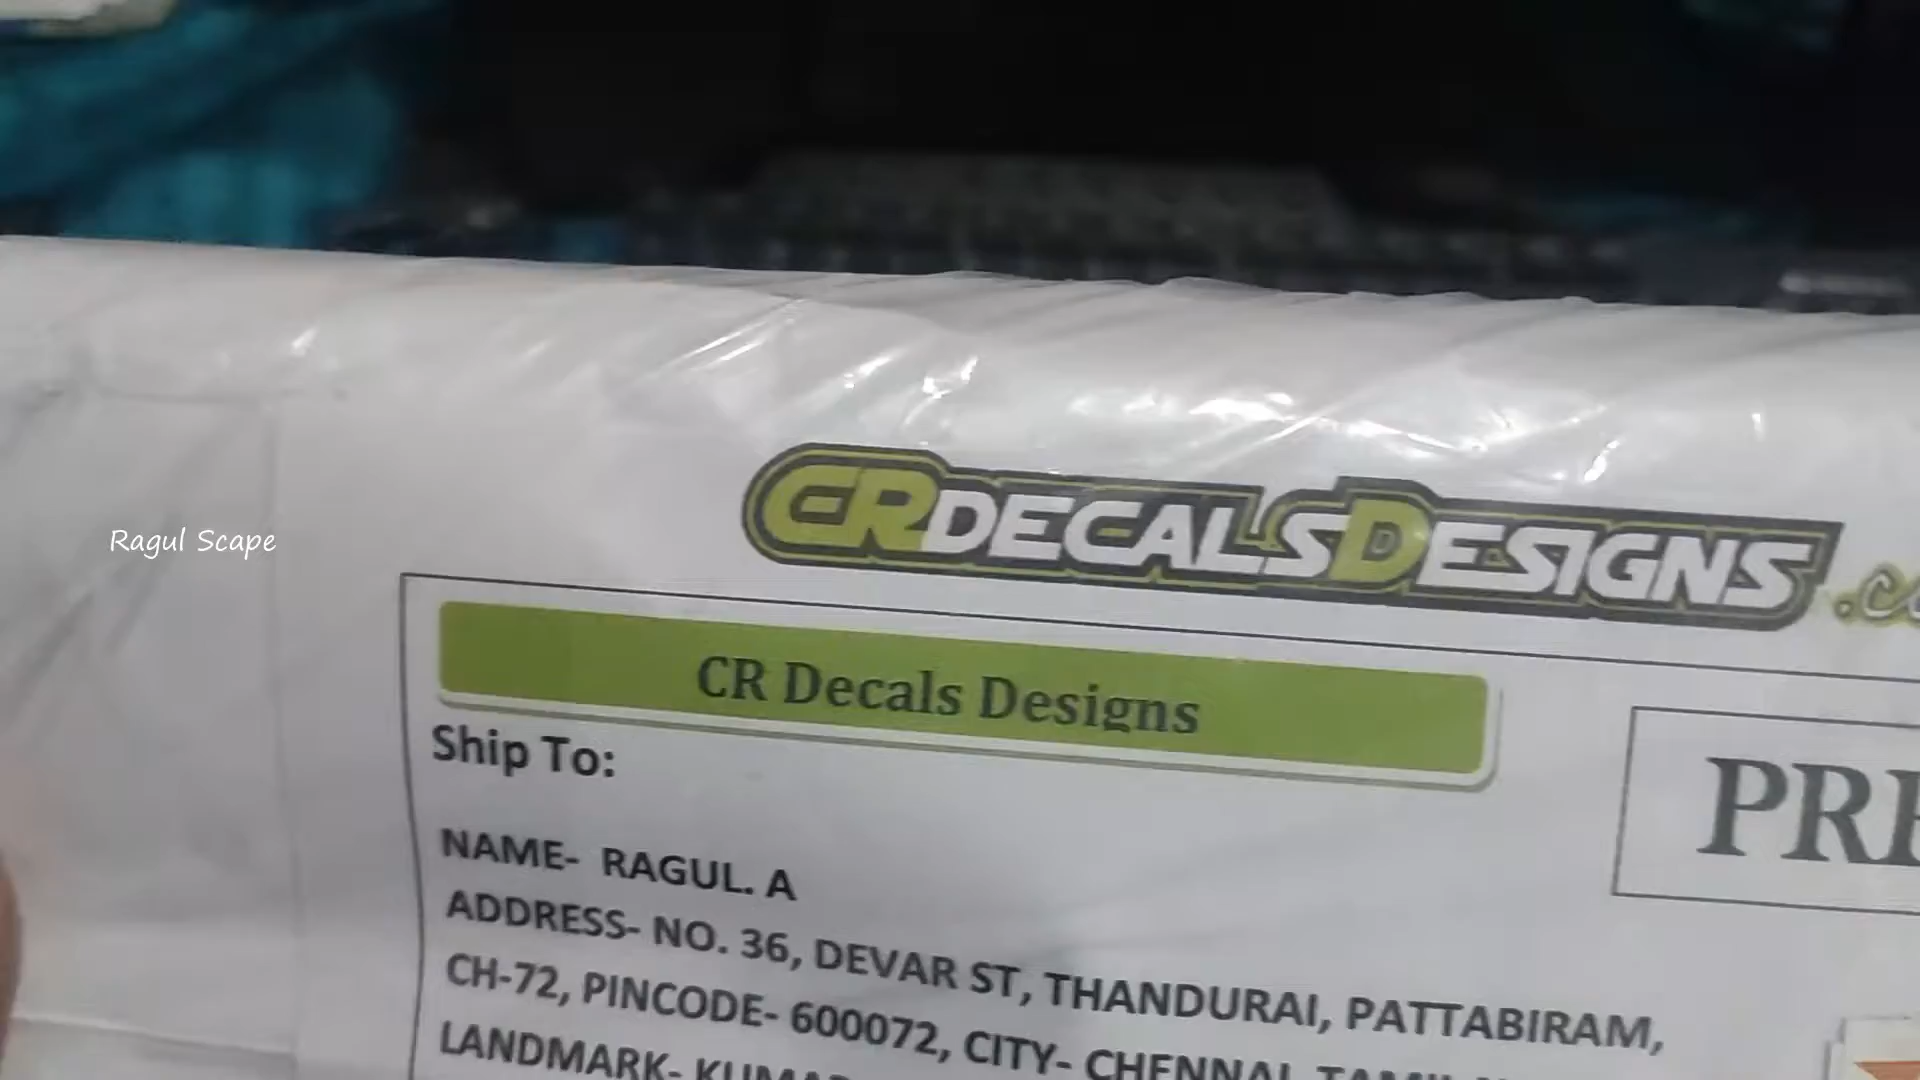 CRDECALSDESIGNS
Ragul Scape
CR Decals Designs
Ship To:
NAME- RAGUL. A
ADDRESS- NO. 36, DEVAR ST, THANDURAI, PATTABIRAM,
CH-72, PINCODE- 600072, CITY- CHENNAI,
LANDMARK-